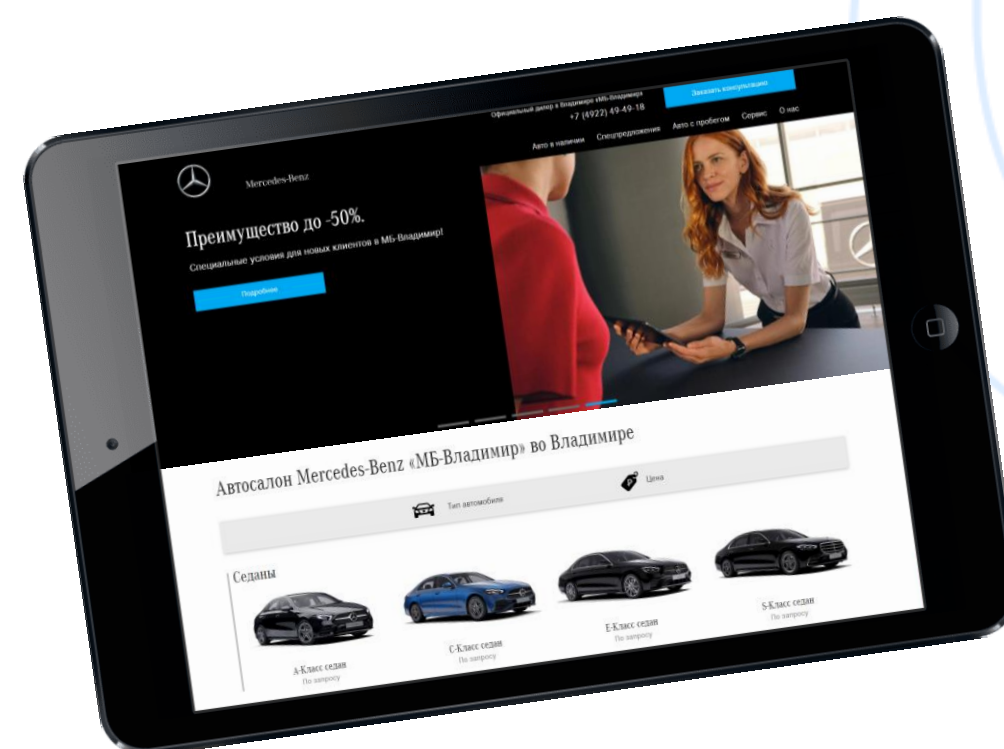 Официальный дилер в Владимире «МБ-Владимир»
+7 (4922) 49-49-18
Заказать консультацию
Авто в наличии Спецпредложения Авто с пробегом Сервис О нас
Mercedes-Benz
Преимущество до -50%.
Специальные условия для новых клиентов в МБ-Владимир!
Подробнее
Автосалон Mercedes-Benz «МБ-Владимир» во Владимире
Тип автомобиля Цена
Седаны
А-Класс седан
По запросу
С-Класс седан
По запросу
Е-Класс седан
По запросу
S-Класс седан
По запросу